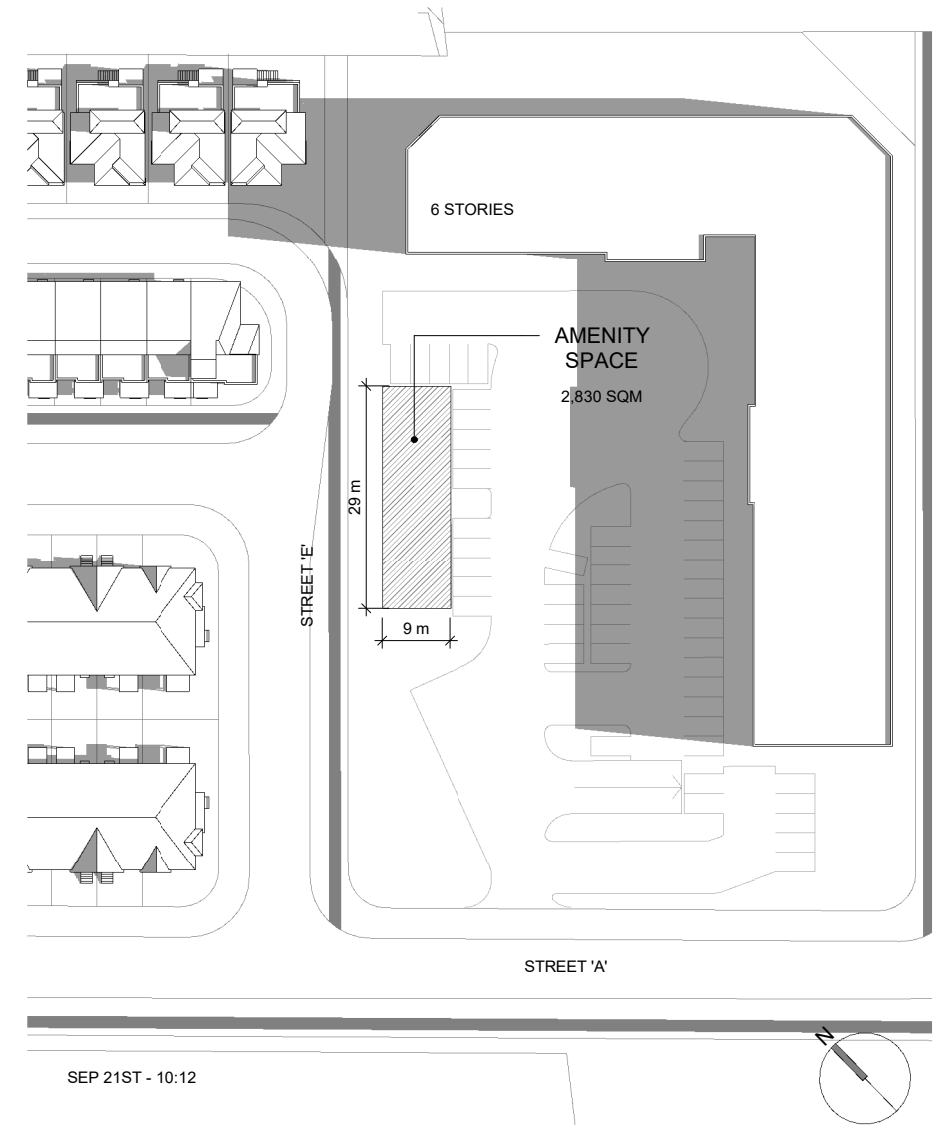 6 STORIES
AMENITY
SPACE
2,830 SQM
29 m
9 m
STREET 'E'
STREET 'A'
SEP 21ST - 10:12
N